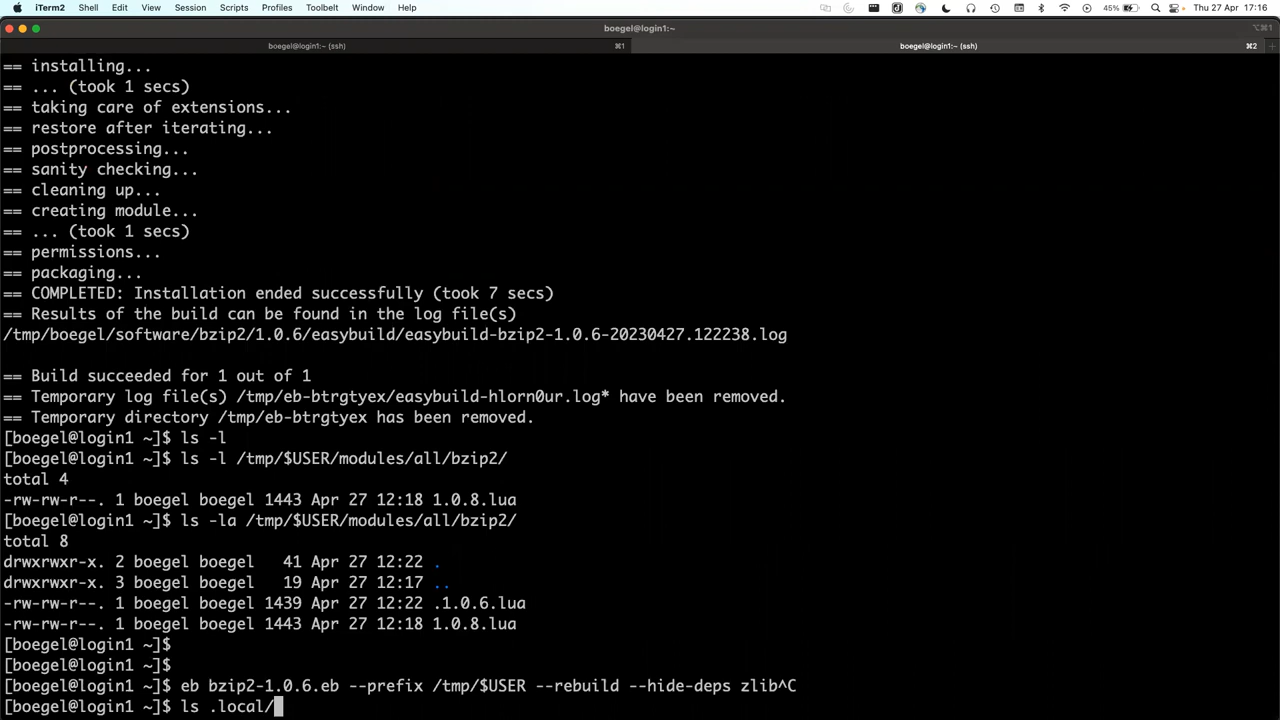 iTerm2 Shell Edit View Session Scripts Profiles Toolbelt Window Help 45% Thu 27 Apr 17:16
boegel@login1:~ ⌥⌘1
boegel@login1:~ (ssh) ⌘1 boegel@login1:~ (ssh) ⌘2
== installing...
== ... (took 1 secs)
== taking care of extensions...
== restore after iterating...
== postprocessing...
== sanity checking...
== cleaning up...
== creating module...
== ... (took 1 secs)
== permissions...
== packaging...
== COMPLETED: Installation ended successfully (took 7 secs)
== Results of the build can be found in the log file(s)
/tmp/boegel/software/bzip2/1.0.6/easybuild/easybuild-bzip2-1.0.6-20230427.122238.log
== Build succeeded for 1 out of 1
== Temporary log file(s) /tmp/eb-btrgtyex/easybuild-hlorn0ur.log* have been removed.
== Temporary directory /tmp/eb-btrgtyex has been removed.
[boegel@login1 ~]$ ls -l
[boegel@login1 ~]$ ls -l /tmp/$USER/modules/all/bzip2/
total 4
-rw-rw-r--. 1 boegel boegel 1443 Apr 27 12:18 1.0.8.lua
[boegel@login1 ~]$ ls -la /tmp/$USER/modules/all/bzip2/
total 8
drwxrwxr-x. 2 boegel boegel   41 Apr 27 12:22 .
drwxrwxr-x. 3 boegel boegel   19 Apr 27 12:17 ..
-rw-rw-r--. 1 boegel boegel 1439 Apr 27 12:22 .1.0.6.lua
-rw-rw-r--. 1 boegel boegel 1443 Apr 27 12:18 1.0.8.lua
[boegel@login1 ~]$
[boegel@login1 ~]$
[boegel@login1 ~]$ eb bzip2-1.0.6.eb --prefix /tmp/$USER --rebuild --hide-deps zlib^C
[boegel@login1 ~]$ ls .local/